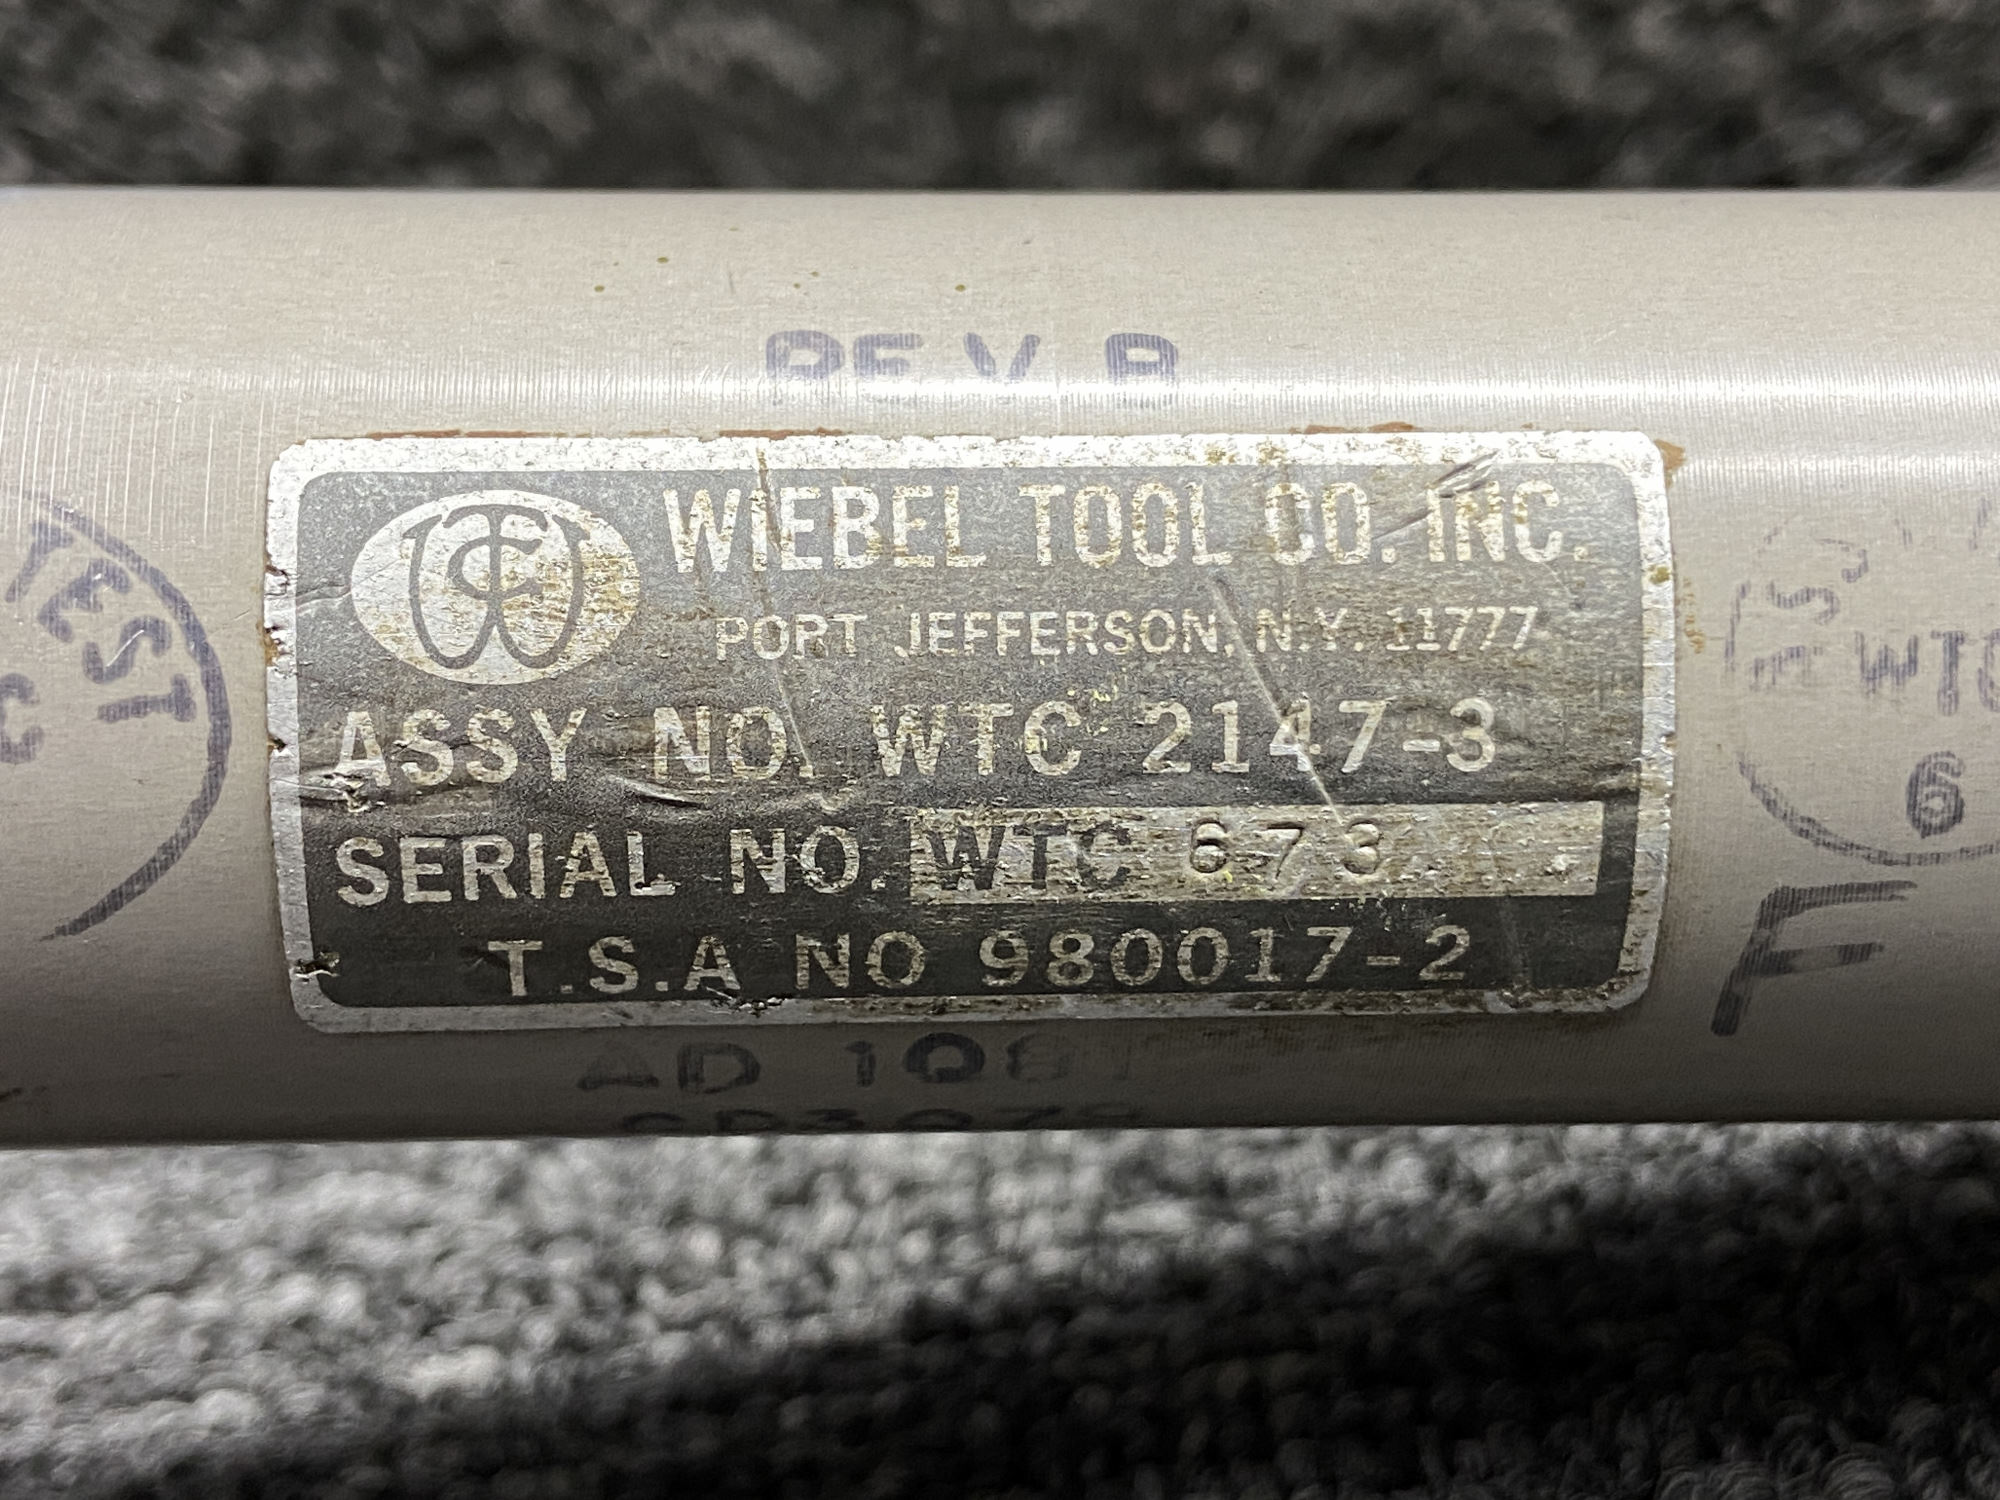 REV B
WIEBEL TOOL CO. INC.
PORT JEFFERSON, N.Y. 11777
ASSY NO. WTC 2147-3
SERIAL NO. WTC 673
T.S.A NO 980017-2
AD 108
TEST
C
WTC
6
F